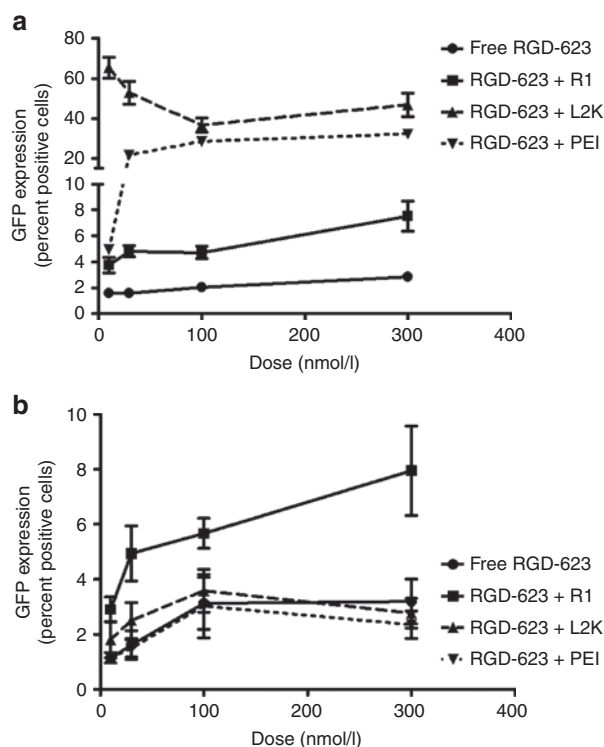 a
80
60
40
20
10
8
6
4
2
0
GFP expression
(percent positive cells)
0 100 200 300 400
Dose (nmol/l)
Free RGD-623
RGD-623 + R1
RGD-623 + L2K
RGD-623 + PEI
b
10
8
6
4
2
0
GFP expression
(percent positive cells)
0 100 200 300 400
Dose (nmol/l)
Free RGD-623
RGD-623 + R1
RGD-623 + L2K
RGD-623 + PEI